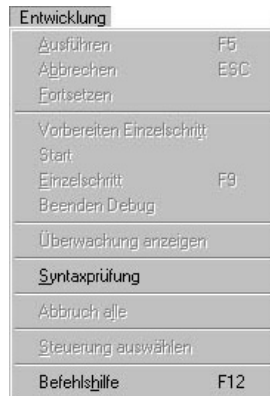 Entwicklung
Ausführen F5
Abbrechen ESC
Fortsetzen
Vorbereiten Einzelschritt
Start
Einzelschritt F9
Beenden Debug
Überwachung anzeigen
Syntaxprüfung
Abbruch alle
Steuerung auswählen
Befehlshilfe F12